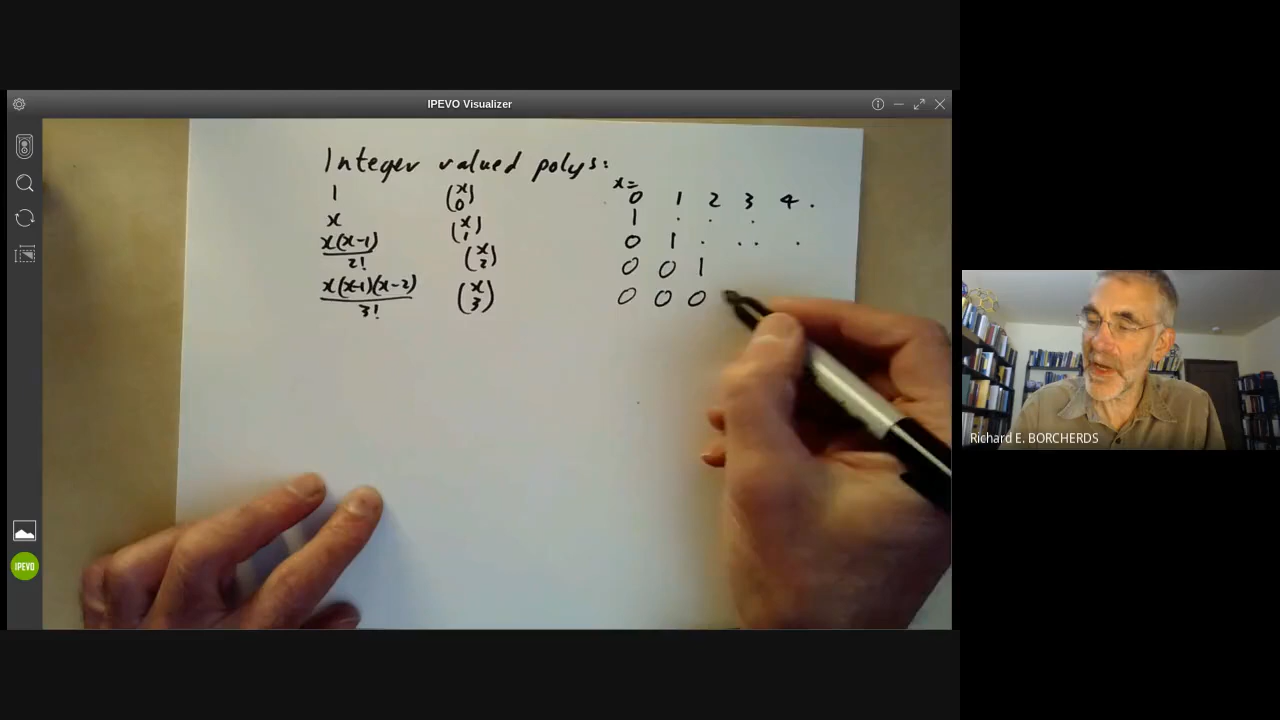 IPEVO Visualizer
Integer valued polys:
x= 0 1 2 3 4 .
1 (x 0) 1 . . .
x (x 1) 0 1 . . . .
x(x-1)/2! (x 2) 0 0 1
x(x-1)(x-2)/3! (x 3) 0 0 0
IPEVO
Richard E. BORCHERDS